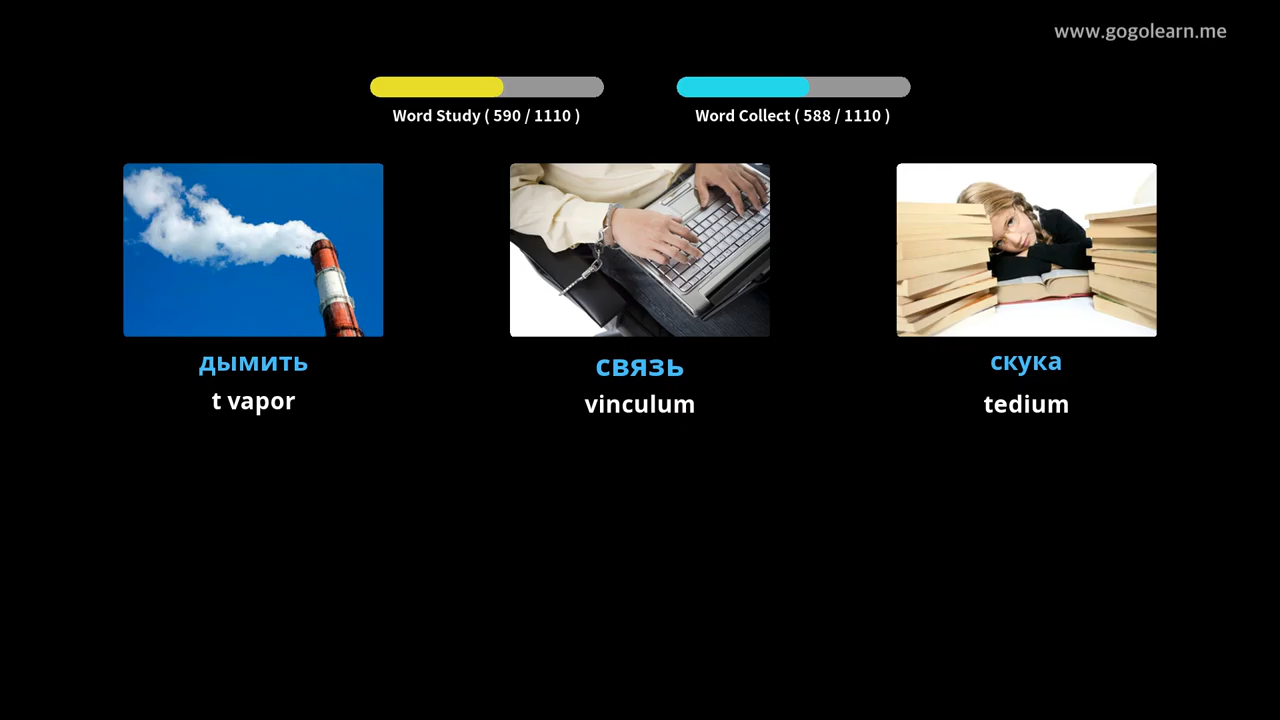 www.gogolearn.me
Word Study ( 590 / 1110 )
Word Collect ( 588 / 1110 )
дымить
t vapor
связь
vinculum
скука
tedium